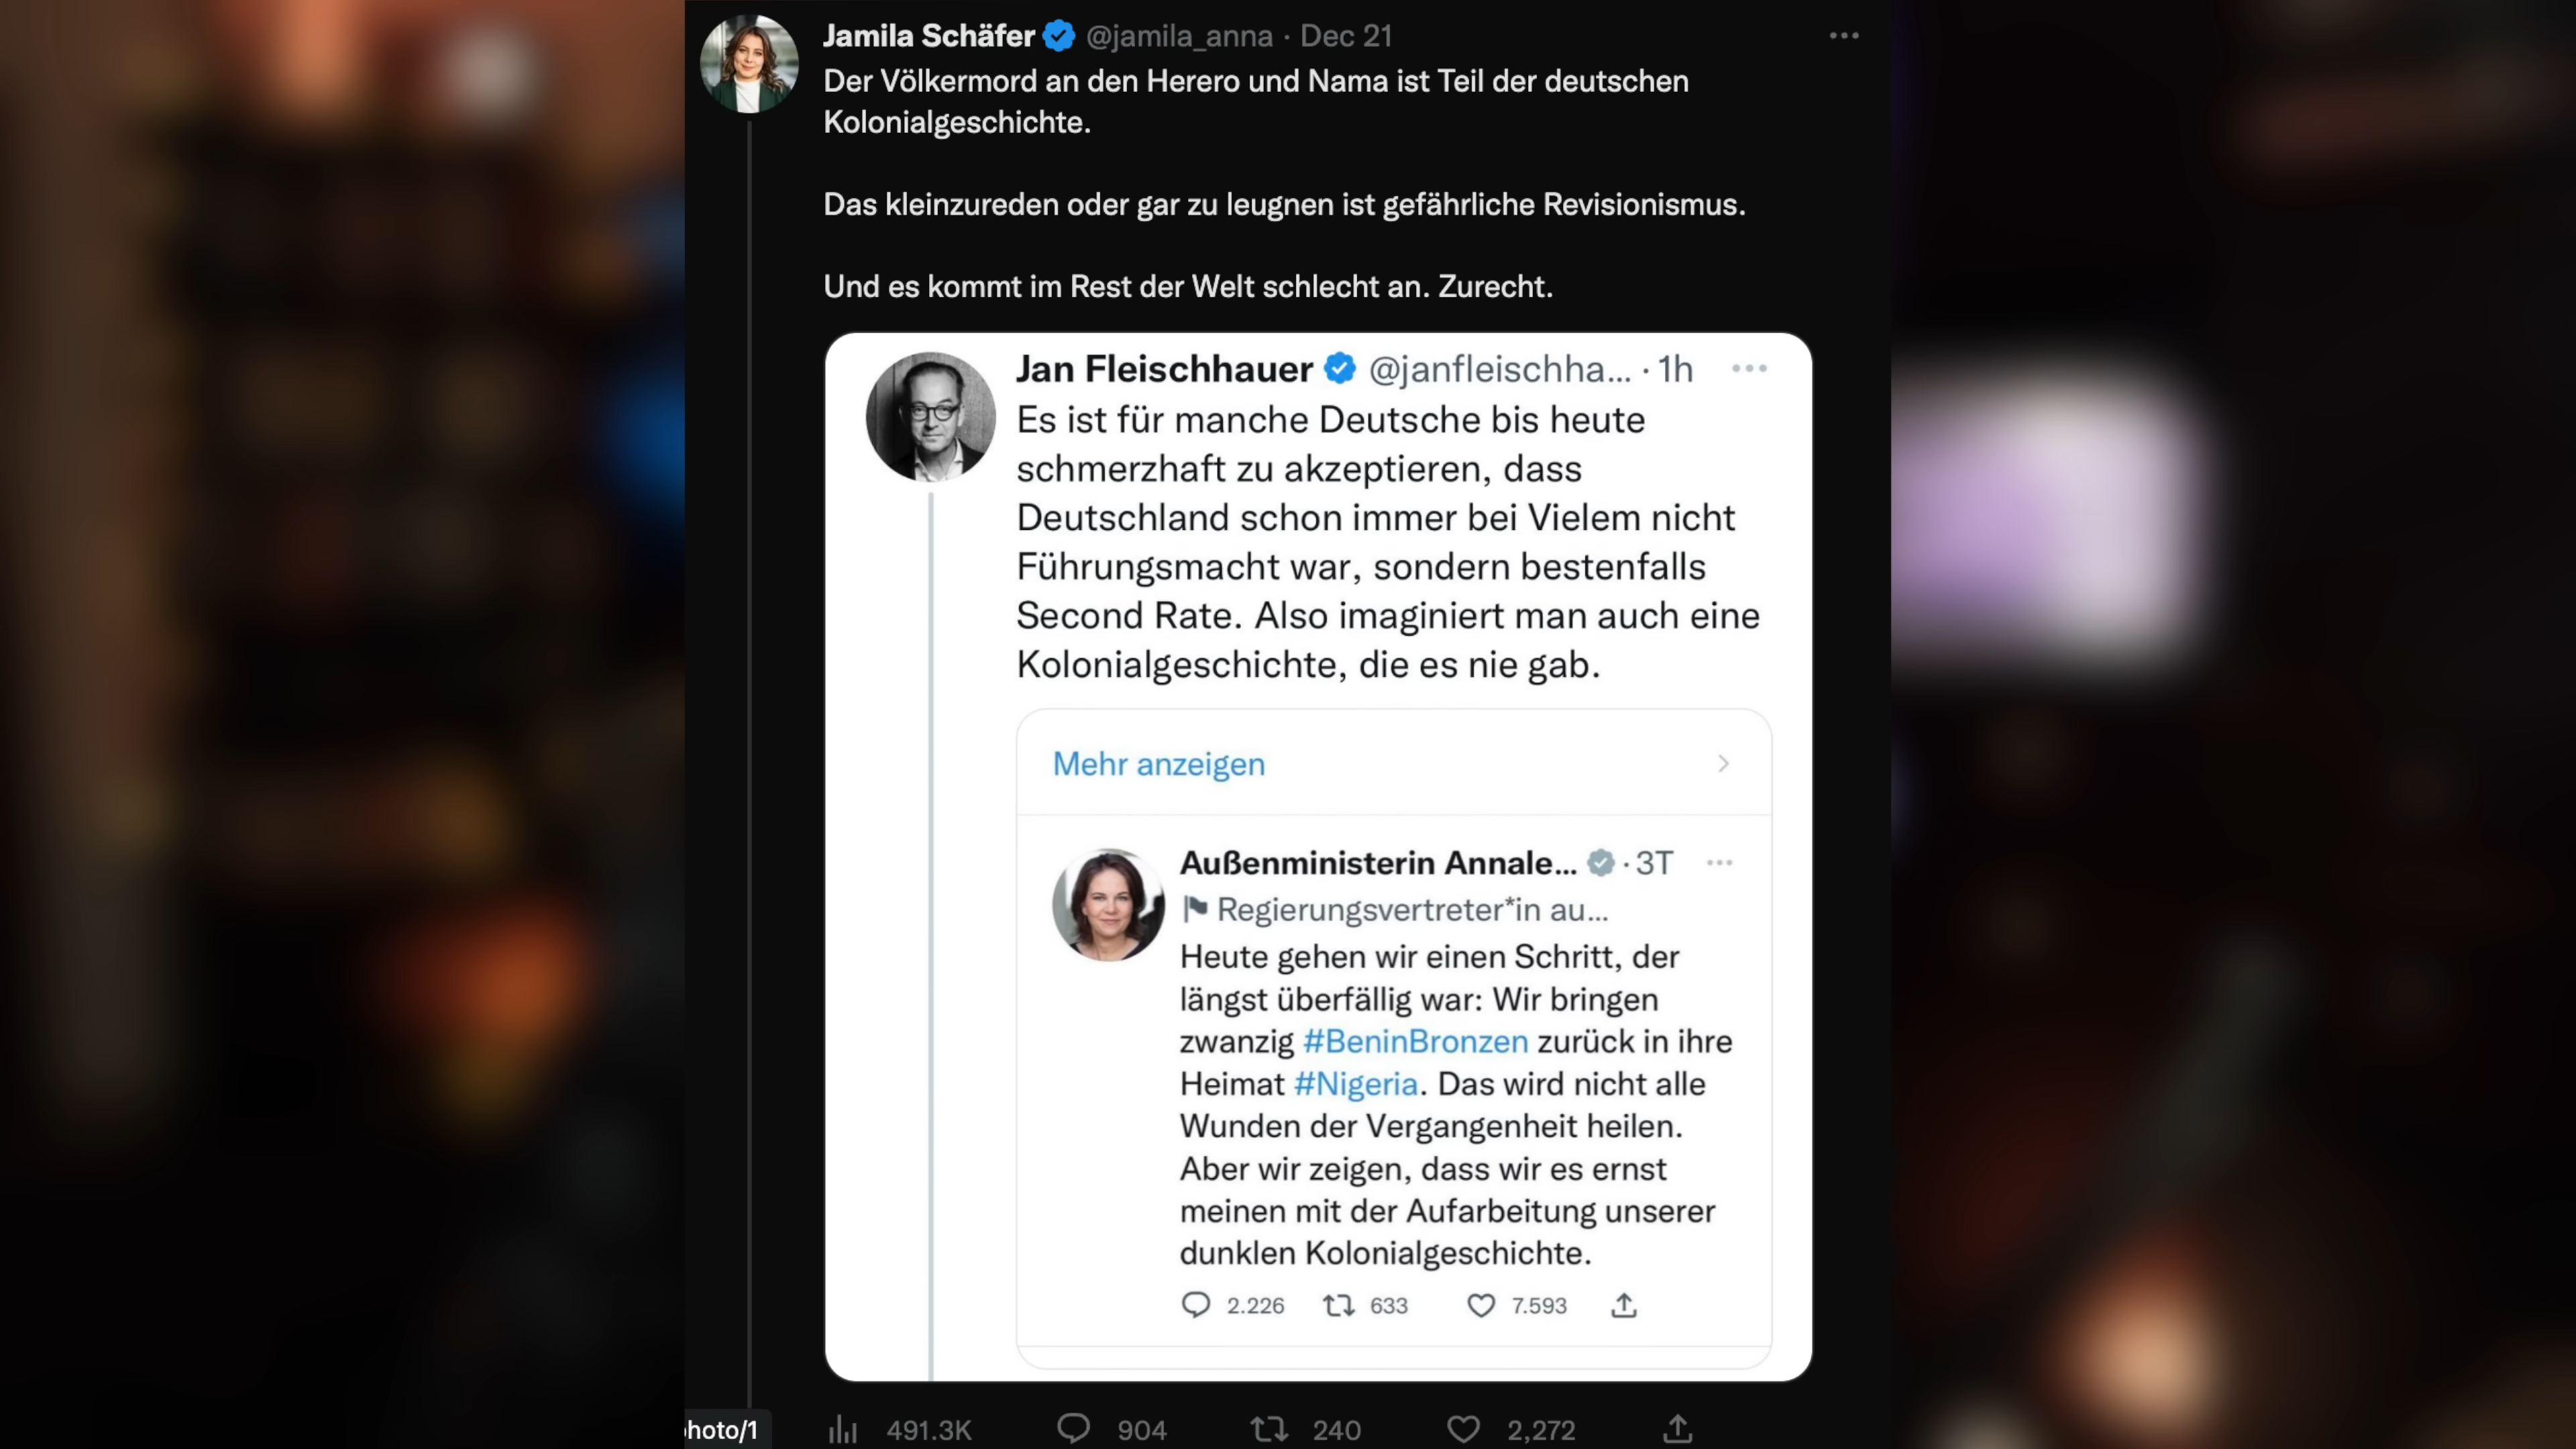 Jamila Schäfer @jamila_anna · Dec 21
Der Völkermord an den Herero und Nama ist Teil der deutschen
Kolonialgeschichte.
Das kleinzureden oder gar zu leugnen ist gefährliche Revisionismus.
Und es kommt im Rest der Welt schlecht an. Zurecht.
Jan Fleischhauer @janfleischha... · 1h
Es ist für manche Deutsche bis heute
schmerzhaft zu akzeptieren, dass
Deutschland schon immer bei Vielem nicht
Führungsmacht war, sondern bestenfalls
Second Rate. Also imaginiert man auch eine
Kolonialgeschichte, die es nie gab.
Mehr anzeigen
Außenministerin Annale... · 3T
Regierungsvertreter*in au...
Heute gehen wir einen Schritt, der
längst überfällig war: Wir bringen
zwanzig #BeninBronzen zurück in ihre
Heimat #Nigeria. Das wird nicht alle
Wunden der Vergangenheit heilen.
Aber wir zeigen, dass wir es ernst
meinen mit der Aufarbeitung unserer
dunklen Kolonialgeschichte.
2.226 633 7.593
hoto/1 491.3K 904 240 2,272